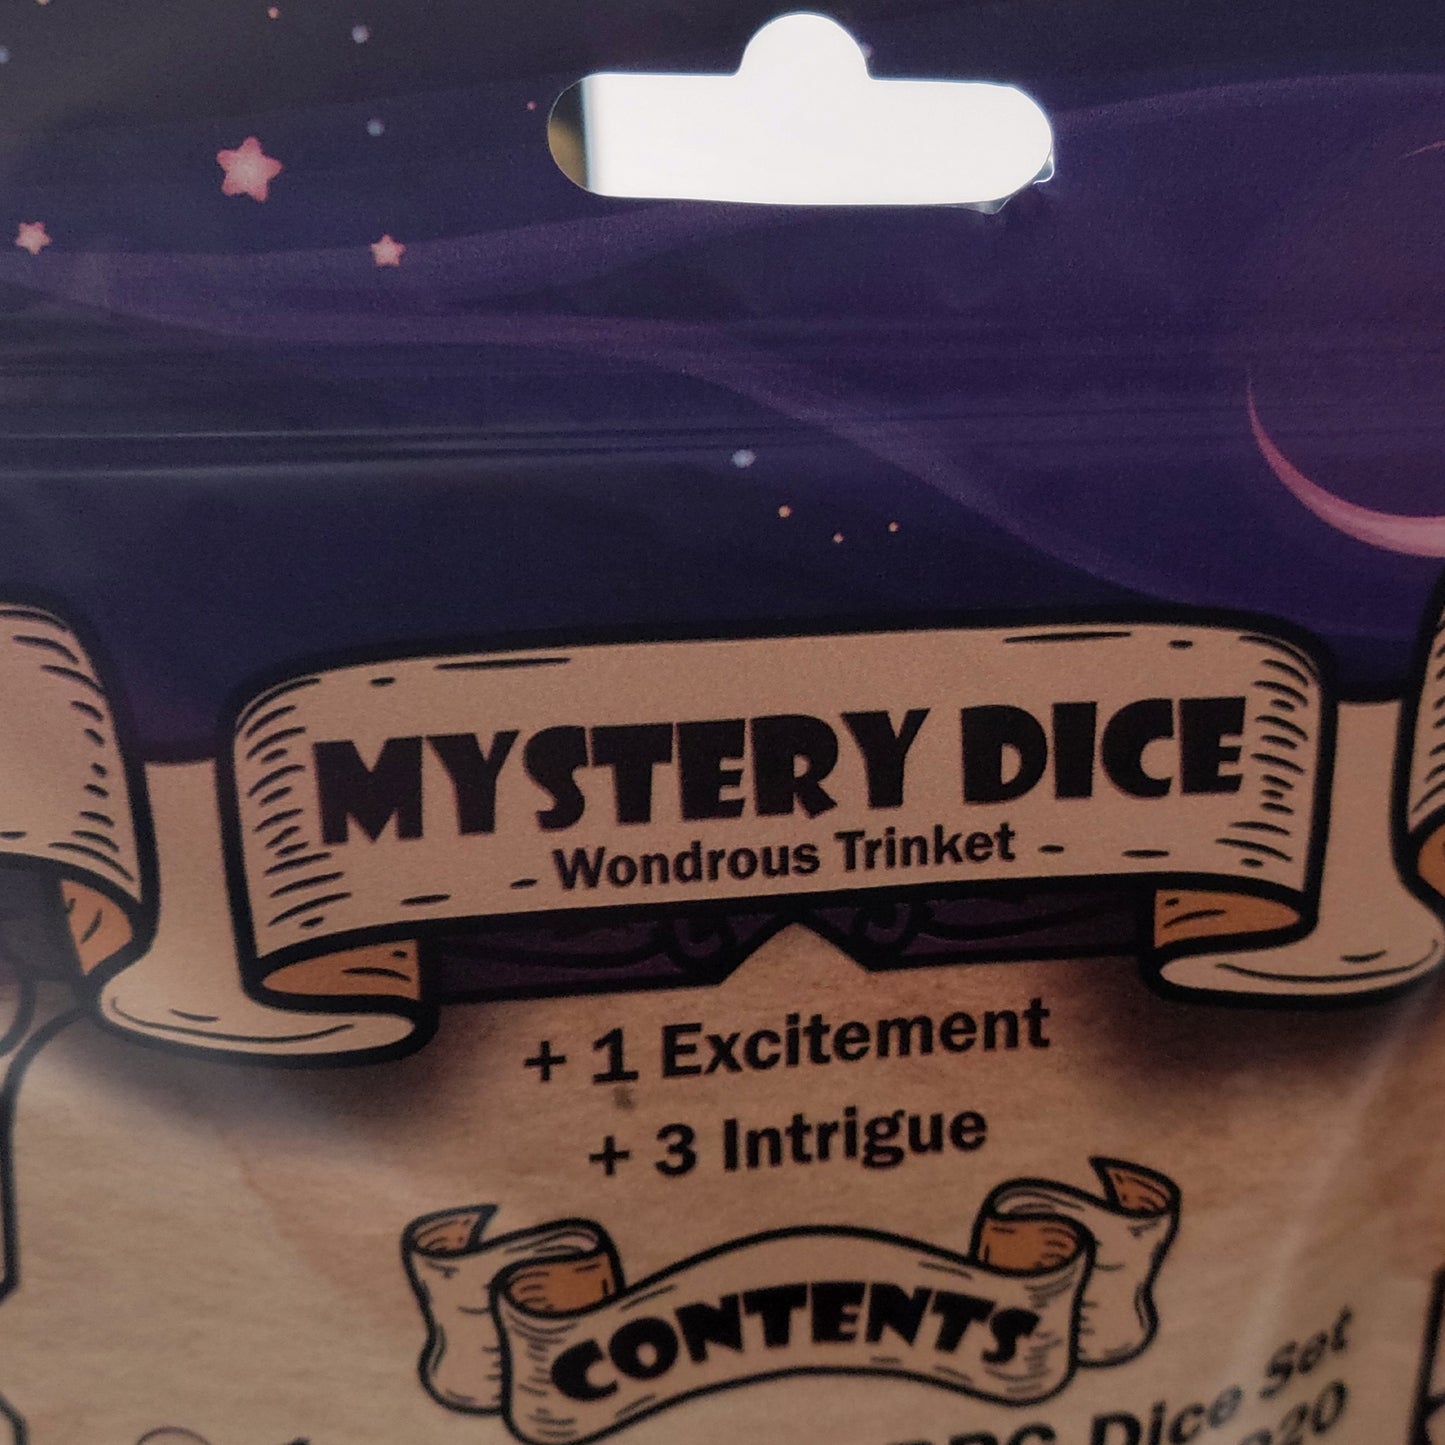 MYSTERY DICE
- Wondrous Trinket -
+ 1 Excitement
+ 3 Intrigue
CONTENTS
Dice Set